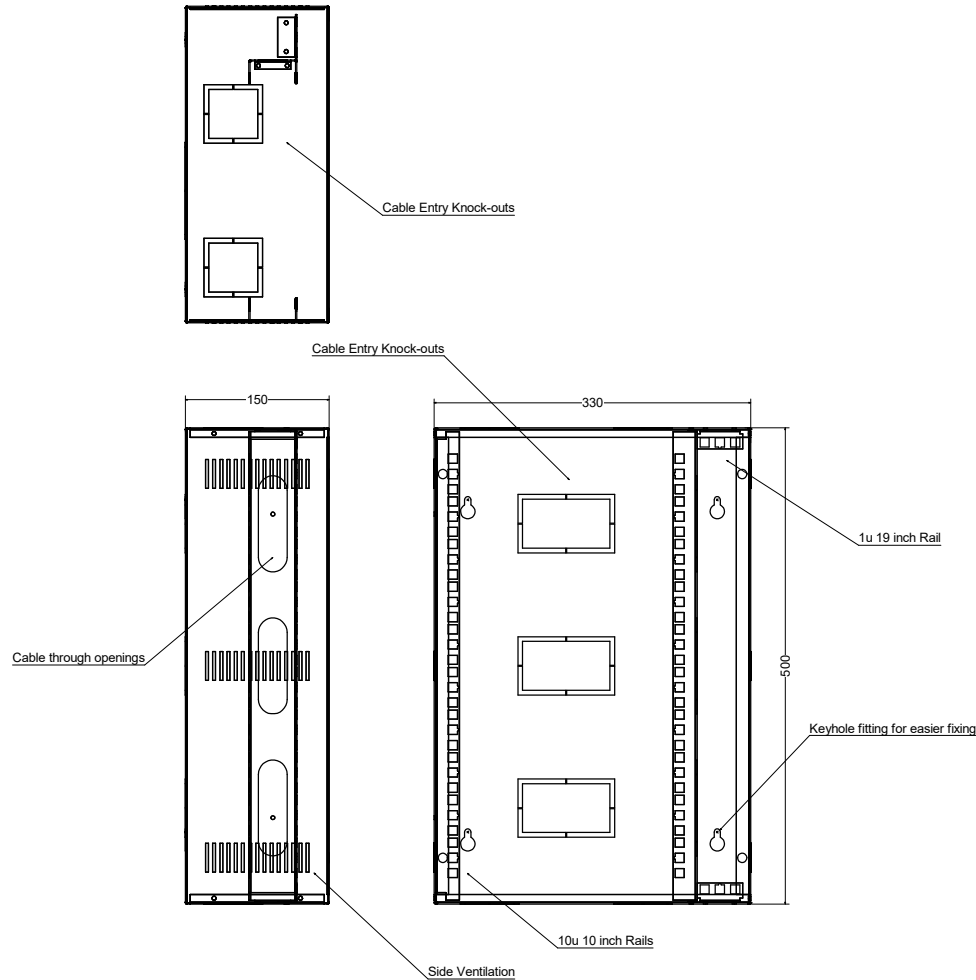 Cable Entry Knock-outs
Cable Entry Knock-outs
150
330
1u 19 inch Rail
Cable through openings
500
Keyhole fitting for easier fixing
10u 10 inch Rails
Side Ventilation